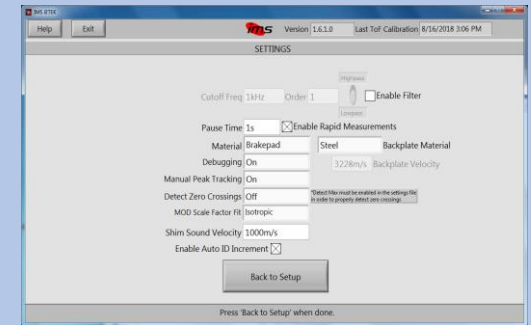 IMS ETEK
Help Exit ims Version 1.6.1.0 Last ToF Calibration 8/16/2018 3:06 PM
SETTINGS
Highpass
Cutoff Freq 1kHz Order 1 Enable Filter
Lowpass
Pause Time 1s Enable Rapid Measurements
Material Brakepad Steel Backplate Material
Debugging On 3228m/s Backplate Velocity
Manual Peak Tracking On
Detect Zero Crossings Off *Detect Max must be enabled in the settings file
in order to properly detect zero crossings
MOD Scale Factor Fit Isotropic
Shim Sound Velocity 1000m/s
Enable Auto ID Increment
Back to Setup
Press 'Back to Setup' when done.